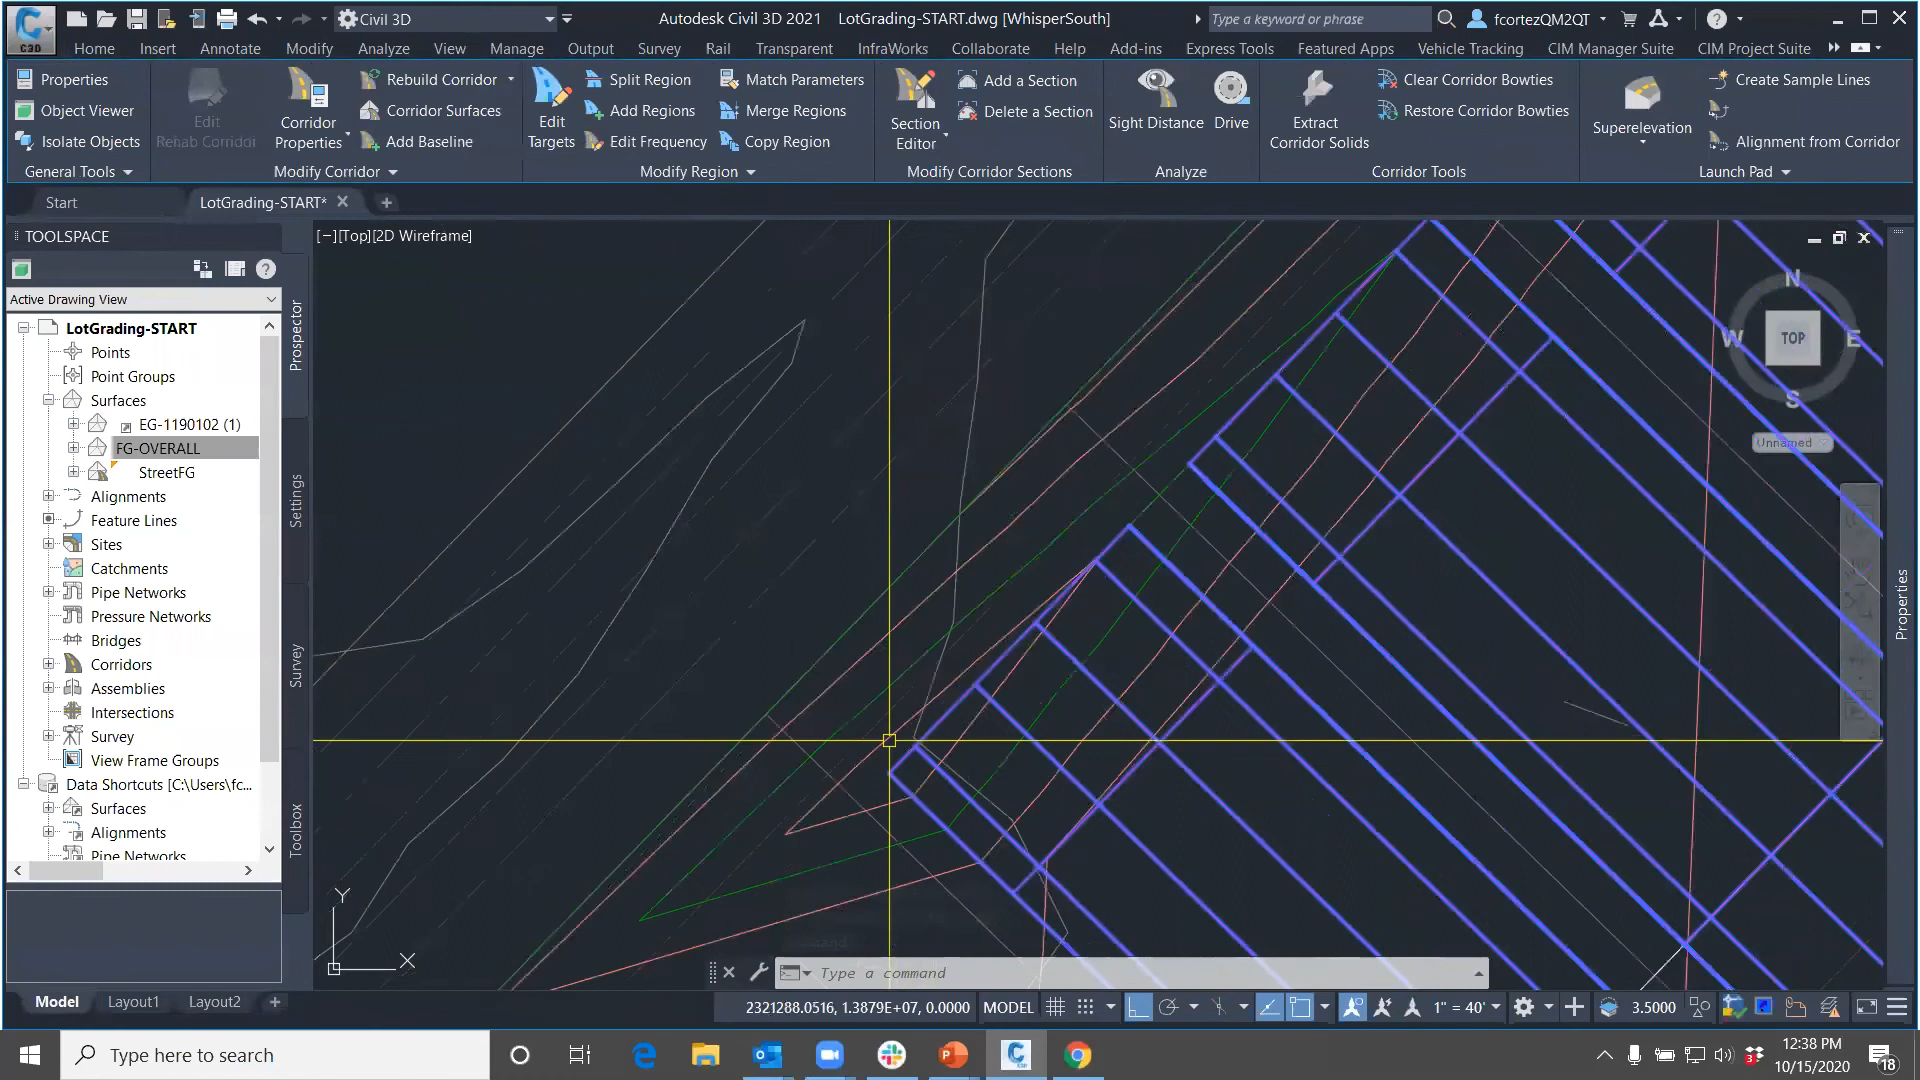 C3D
Civil 3D
Autodesk Civil 3D 2021 LotGrading-START.dwg [WhisperSouth]
Type a keyword or phrase
fcortezQM2QT
Home Insert Annotate Modify Analyze View Manage Output Survey Rail Transparent InfraWorks Collaborate Help Add-ins Express Tools Featured Apps Vehicle Tracking CIM Manager Suite CIM Project Suite
Properties
Object Viewer
Isolate Objects
General Tools
Edit
Rehab Corridor
Corridor
Properties
Rebuild Corridor
Corridor Surfaces
Add Baseline
Modify Corridor
Edit
Targets
Split Region
Add Regions
Edit Frequency
Match Parameters
Merge Regions
Copy Region
Modify Region
Section
Editor
Add a Section
Delete a Section
Modify Corridor Sections
Sight Distance
Drive
Analyze
Extract
Corridor Solids
Clear Corridor Bowties
Restore Corridor Bowties
Corridor Tools
Superelevation
Create Sample Lines
Alignment from Corridor
Launch Pad
Start
LotGrading-START*
TOOLSPACE
Active Drawing View
LotGrading-START
Points
Point Groups
Surfaces
EG-1190102 (1)
FG-OVERALL
StreetFG
Alignments
Feature Lines
Sites
Catchments
Pipe Networks
Pressure Networks
Bridges
Corridors
Assemblies
Intersections
Survey
View Frame Groups
Data Shortcuts [C:\Users\fc...
Surfaces
Alignments
Pipe Networks
Prospector
Settings
Survey
Toolbox
[−][Top][2D Wireframe]
N
W
TOP
E
S
Unnamed
Properties
Y
X
Type a command
Model
Layout1
Layout2
2321288.0516, 1.3879E+07, 0.0000
MODEL
1" = 40'
3.5000
Type here to search
12:38 PM
10/15/2020
18